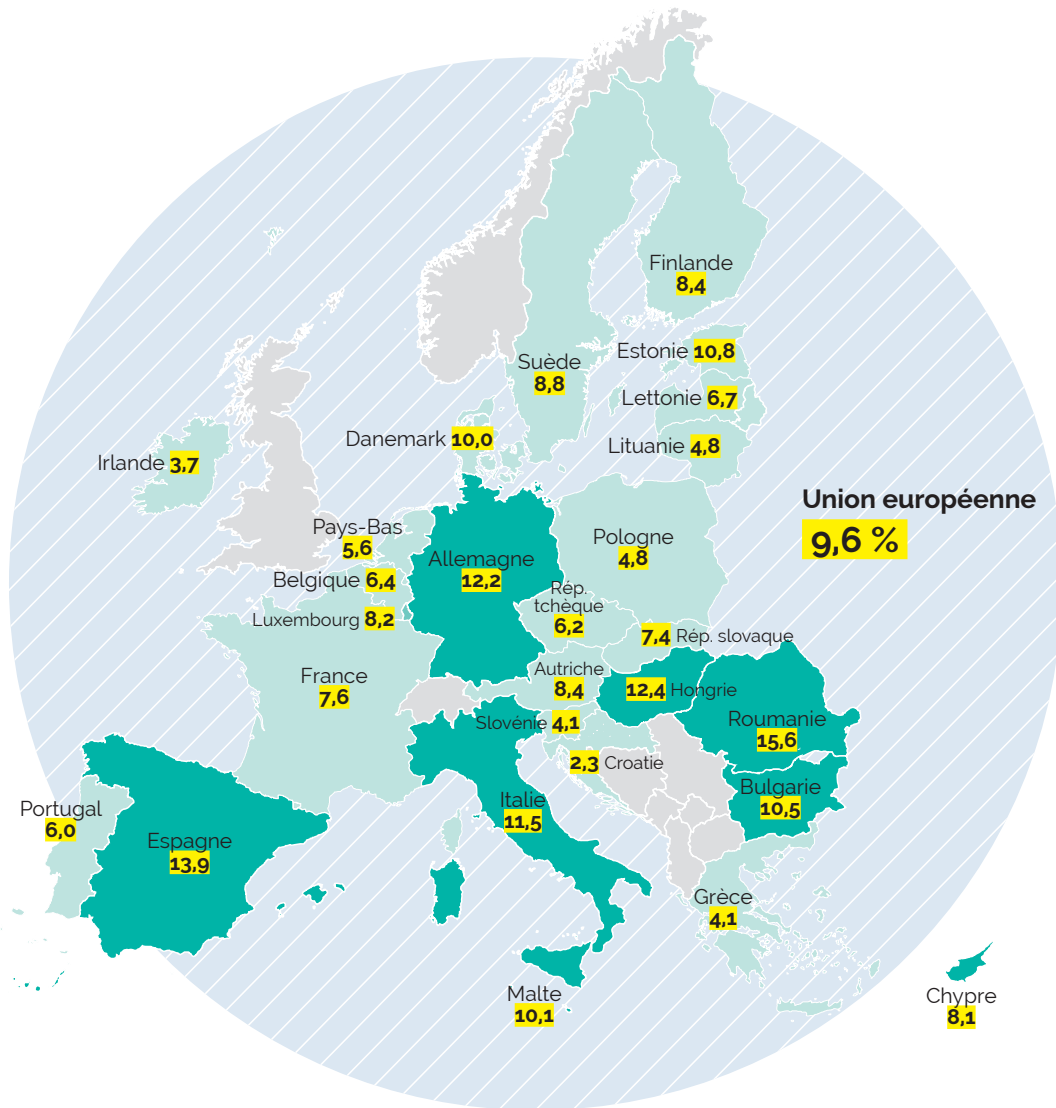 Finlande
8,4
Estonie 10,8
Suède
8,8
Lettonie 6,7
Danemark 10,0
Lituanie 4,8
Irlande 3,7
Union européenne
9,6 %
Pays-Bas
5,6
Pologne
4,8
Allemagne
12,2
Belgique 6,4
Rép.
tchèque
6,2
Luxembourg 8,2
7,4 Rép. slovaque
France
7,6
Autriche
8,4
12,4 Hongrie
Slovénie 4,1
Roumanie
15,6
2,3 Croatie
Bulgarie
10,5
Italie
11,5
Portugal
6,0
Espagne
13,9
Grèce
4,1
Malte
10,1
Chypre
8,1